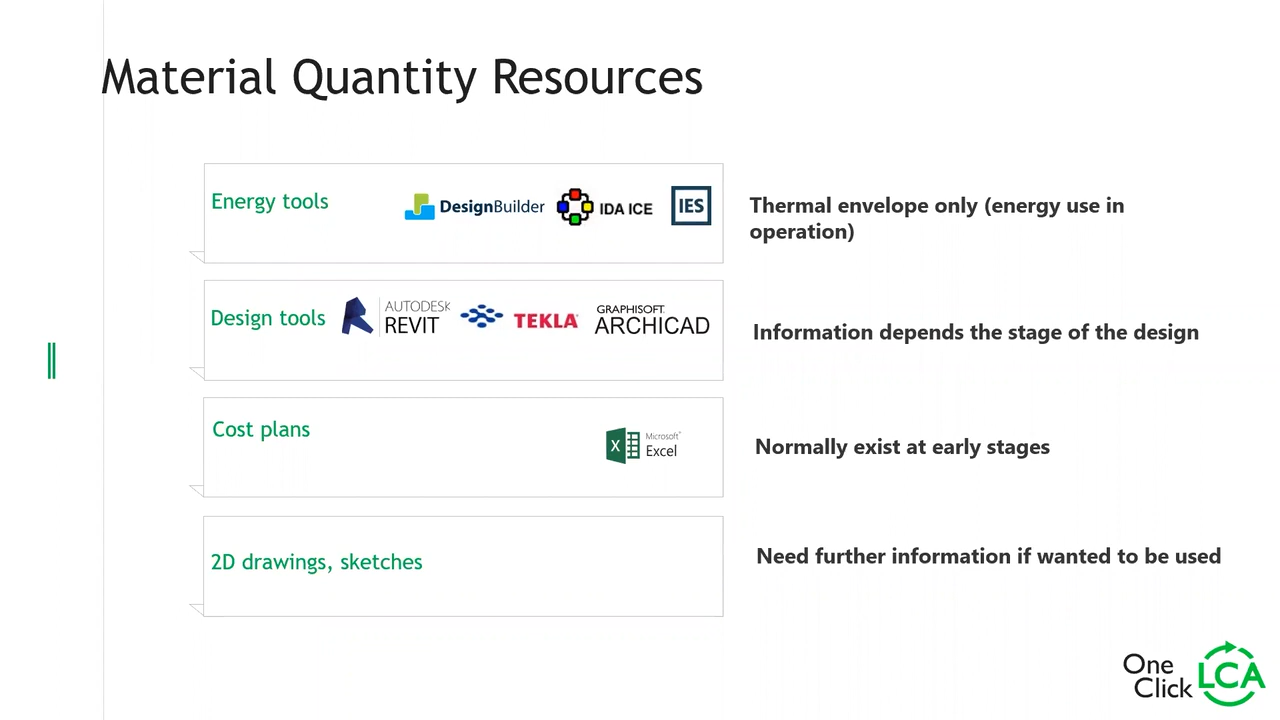 Material Quantity Resources
Energy tools
DesignBuilder
IDA ICE
IES
Thermal envelope only (energy use in
operation)
Design tools
AUTODESK
REVIT
TEKLA
GRAPHISOFT
ARCHICAD
Information depends the stage of the design
Cost plans
X
Microsoft
Excel
Normally exist at early stages
2D drawings, sketches
Need further information if wanted to be used
One
Click
LCA